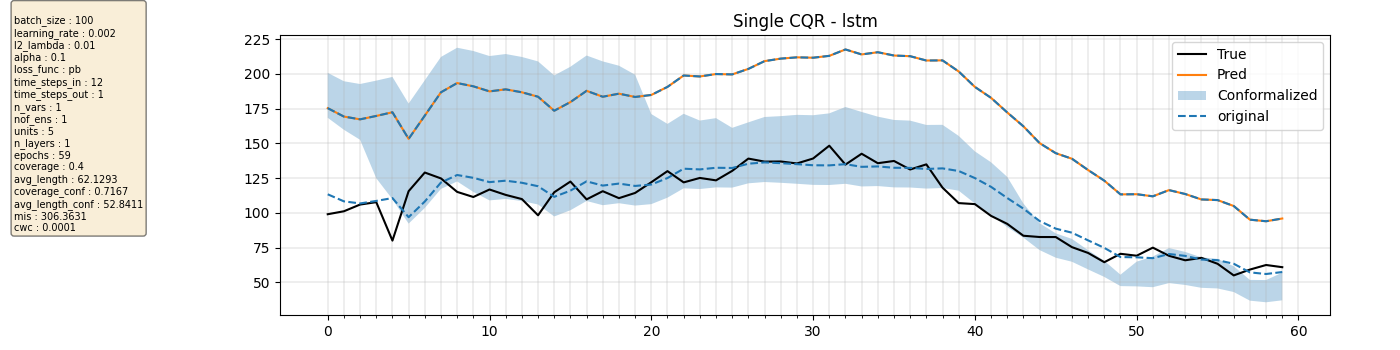 Single CQR - lstm
batch_size : 100
learning_rate : 0.002
l2_lambda : 0.01
alpha : 0.1
loss_func : pb
time_steps_in : 12
time_steps_out : 1
n_vars : 1
nof_ens : 1
units : 5
n_layers : 1
epochs : 59
coverage : 0.4
avg_length : 62.1293
coverage_conf : 0.7167
avg_length_conf : 52.8411
mis : 306.3631
cwc : 0.0001
225
200
175
150
125
100
75
50
True
Pred
Conformalized
original
0 10 20 30 40 50 60